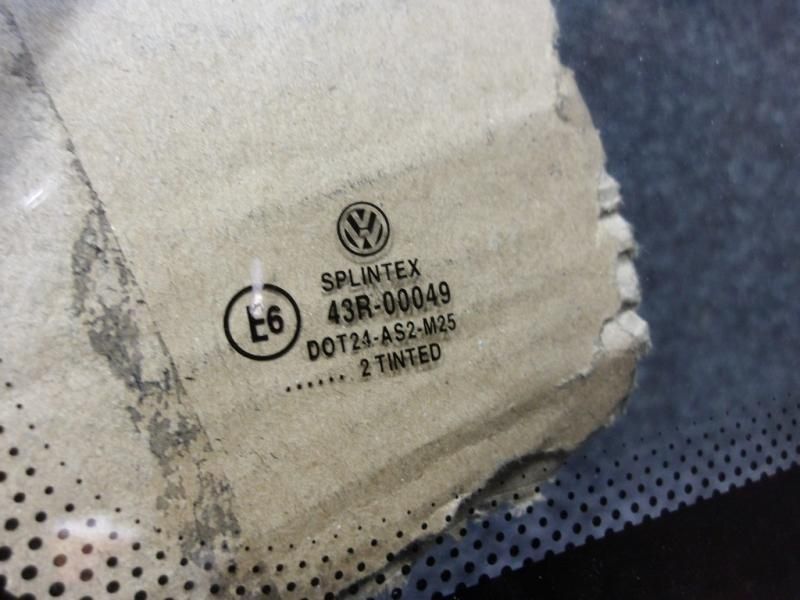 SPLINTEX
E6
43R-00049
DOT24-AS2-M25
...... 2 TINTED